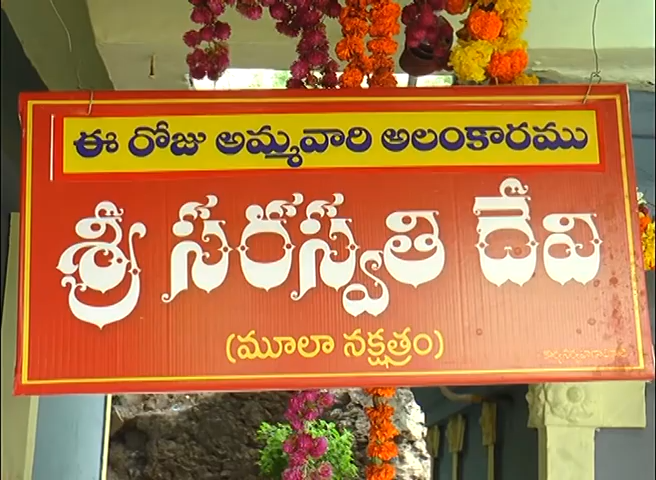 ఈ రోజు అమ్మవారి అలంకారము
శ్రీ సరస్వతి దేవి
(మూలా నక్షత్రం)